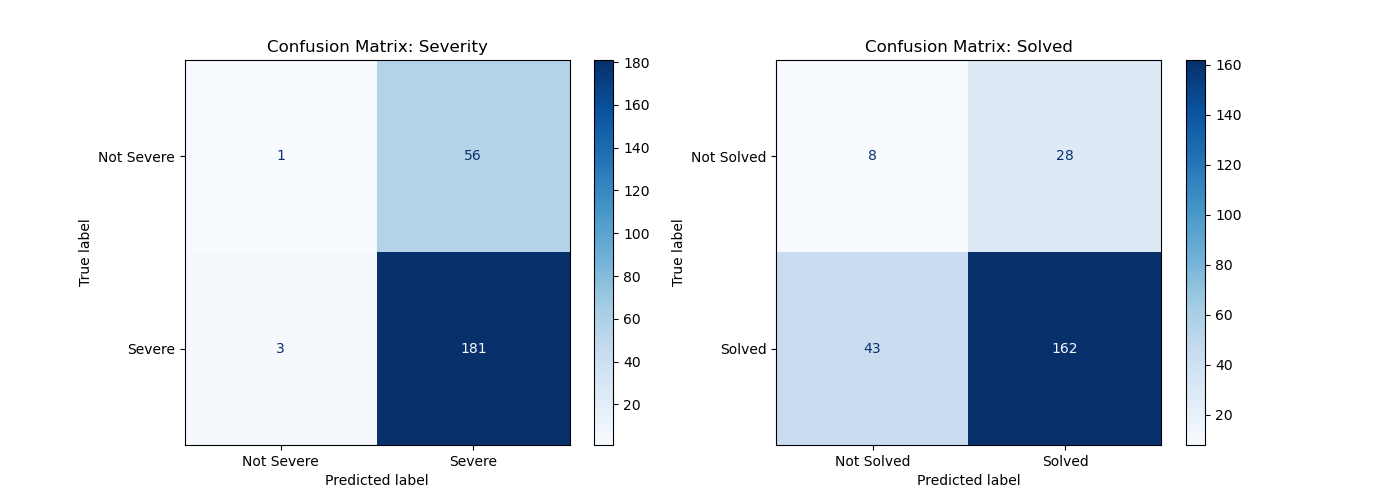 Confusion Matrix: Severity
True label
Not Severe
Severe
1
56
3
181
Not Severe
Severe
Predicted label
180
160
140
120
100
80
60
40
20
Confusion Matrix: Solved
True label
Not Solved
Solved
8
28
43
162
Not Solved
Solved
Predicted label
160
140
120
100
80
60
40
20